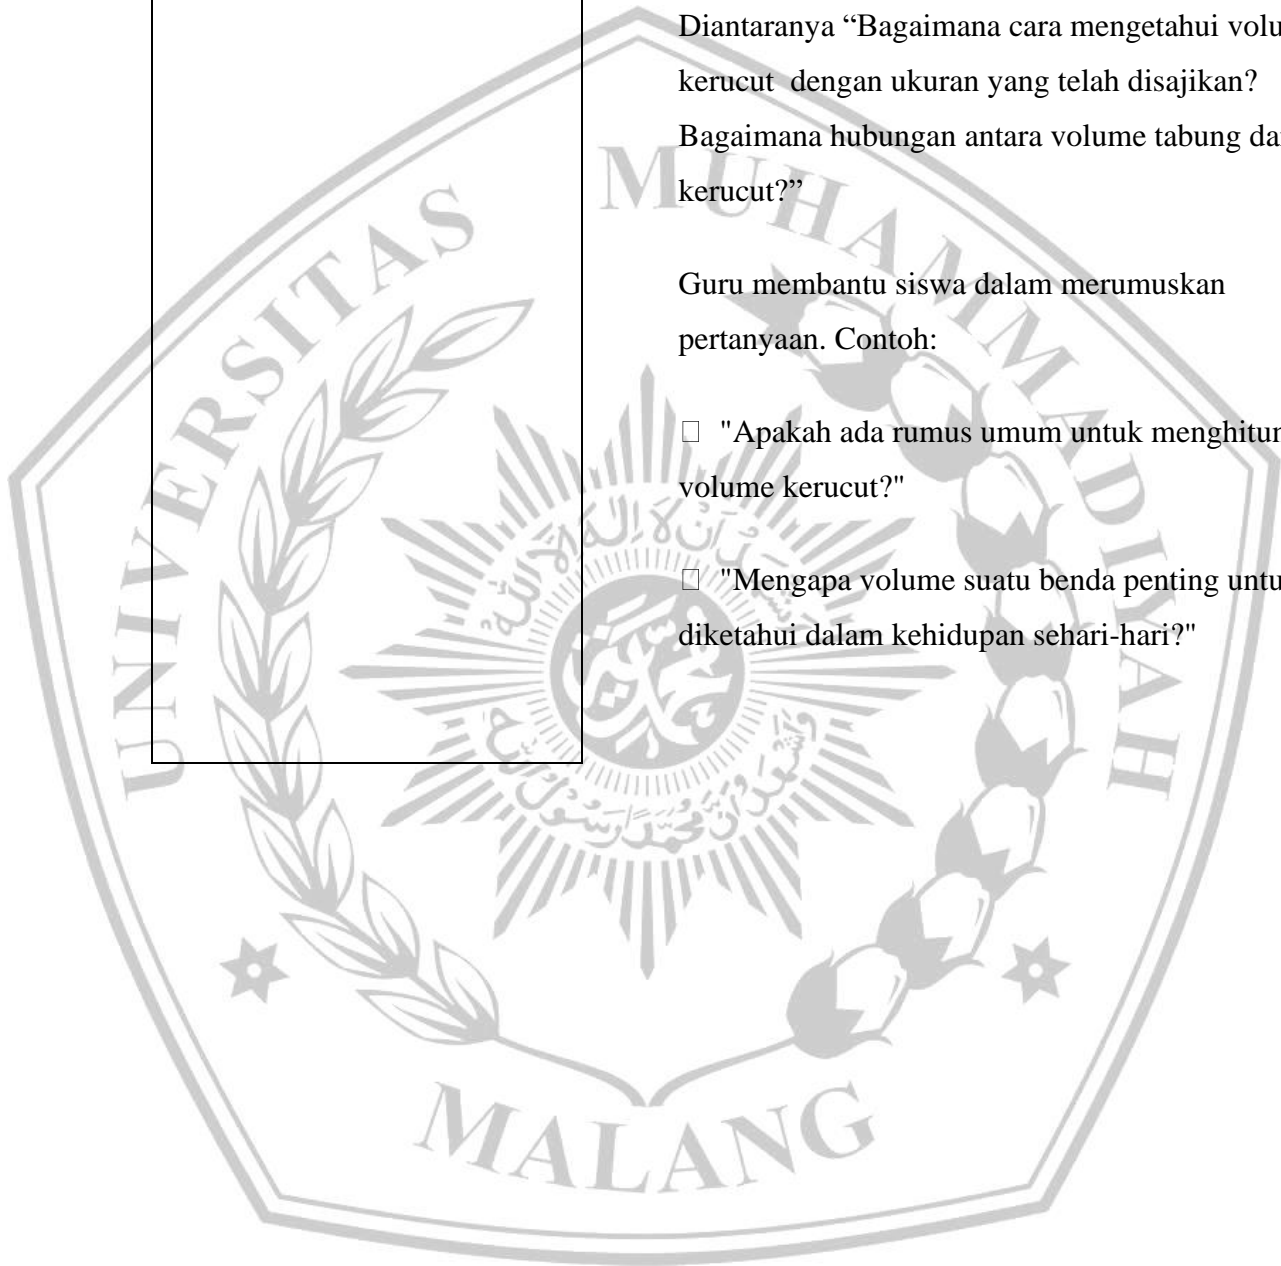 Diantaranya “Bagaimana cara mengetahui volu
kerucut dengan ukuran yang telah disajikan?
Bagaimana hubungan antara volume tabung da
kerucut?”
Guru membantu siswa dalam merumuskan
pertanyaan. Contoh:
"Apakah ada rumus umum untuk menghitun
volume kerucut?"
"Mengapa volume suatu benda penting untu
diketahui dalam kehidupan sehari-hari?"
UNIVERSITAS
MUHAMMADIYAH
MALANG